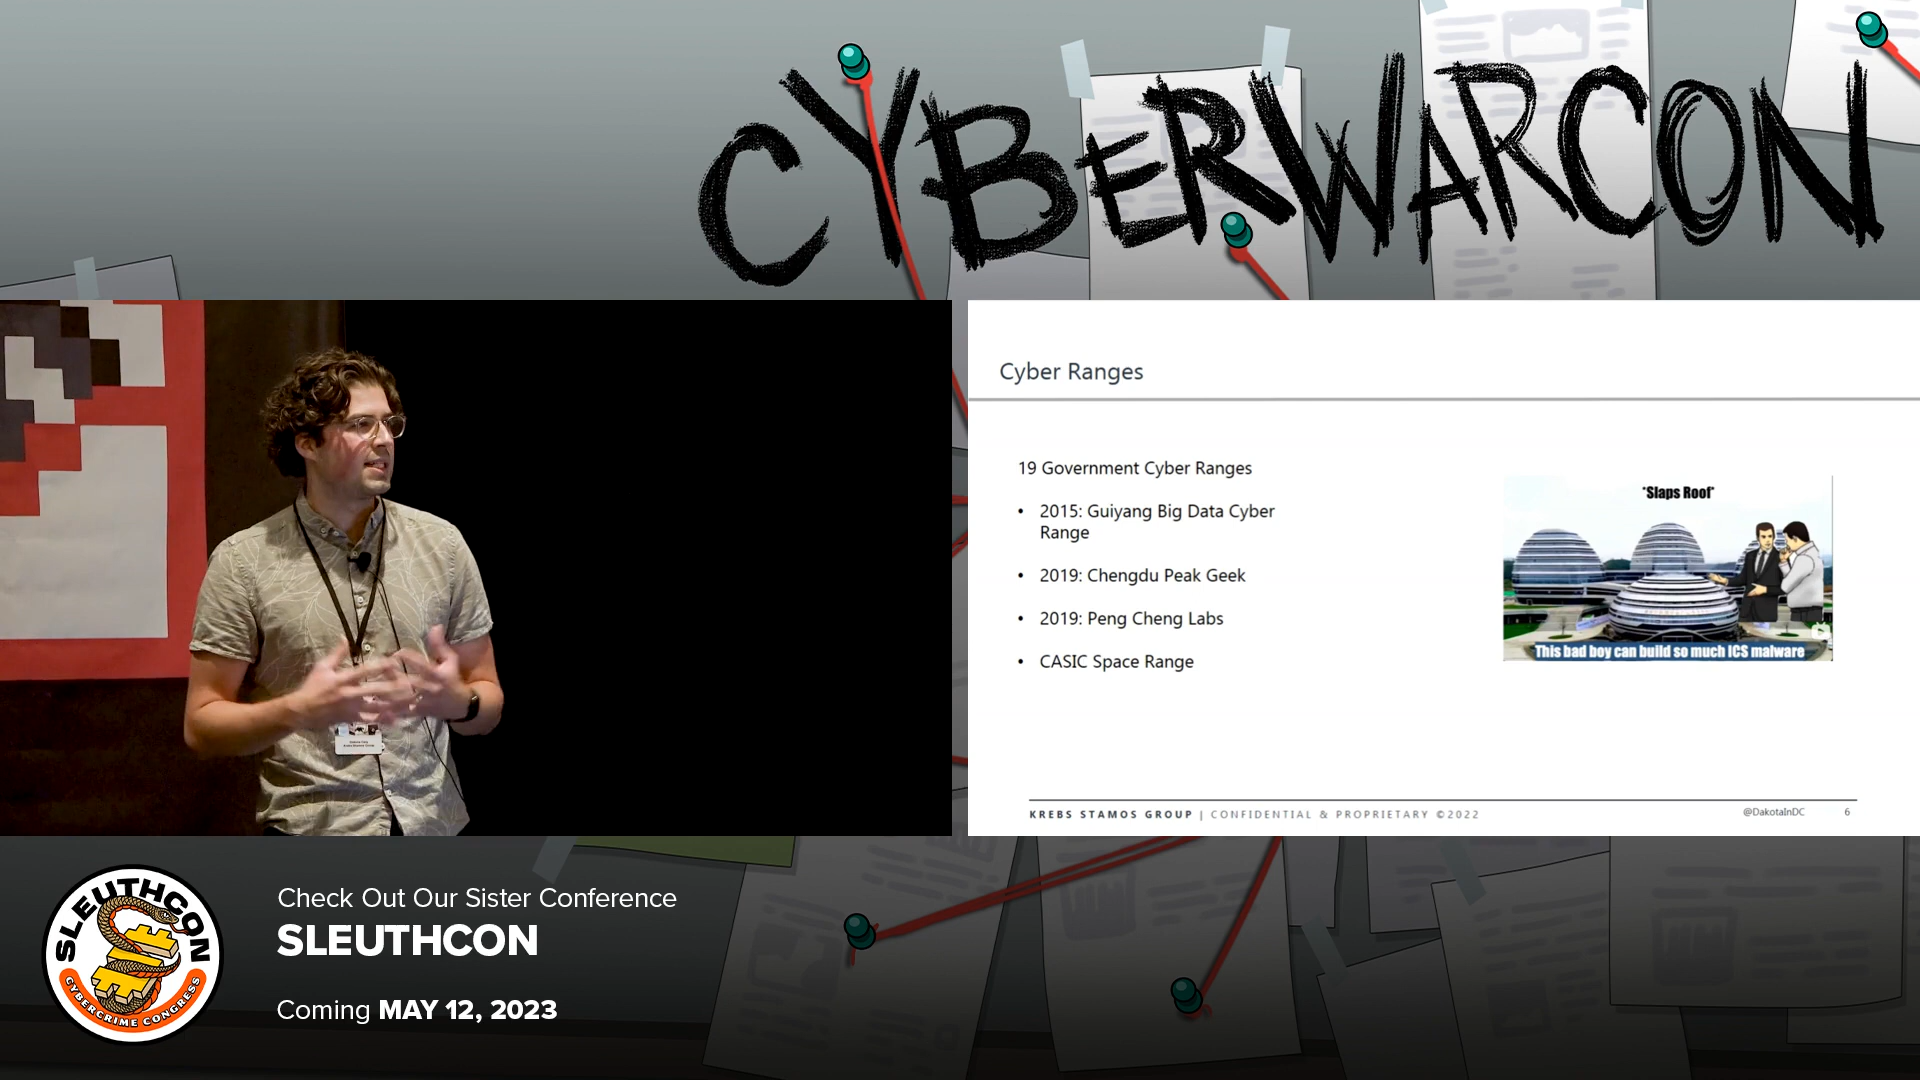 CYBERWARCON
Cyber Ranges
19 Government Cyber Ranges
• 2015: Guiyang Big Data Cyber
Range
• 2019: Chengdu Peak Geek
• 2019: Peng Cheng Labs
• CASIC Space Range
*Slaps Roof*
This bad boy can build so much ICS malware
KREBS STAMOS GROUP | CONFIDENTIAL & PROPRIETARY ©2022
@DakotaInDC 6
SLEUTHCON
CYBERCRIME CONGRESS
Check Out Our Sister Conference
SLEUTHCON
Coming MAY 12, 2023